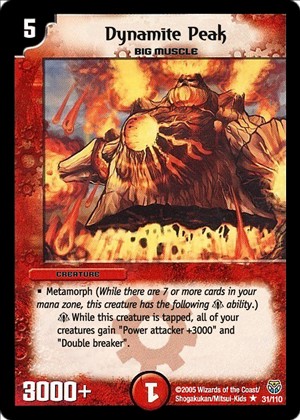 5
Dynamite Peak
BIG MUSCLE
CREATURE
▪ Metamorph (While there are 7 or more cards in your
mana zone, this creature has the following ability.)
While this creature is tapped, all of your
creatures gain "Power attacker +3000" and
"Double breaker".
3000+
1
©2005 Wizards of the Coast/
Shogakukan/Mitsui-Kids ★ 31/110